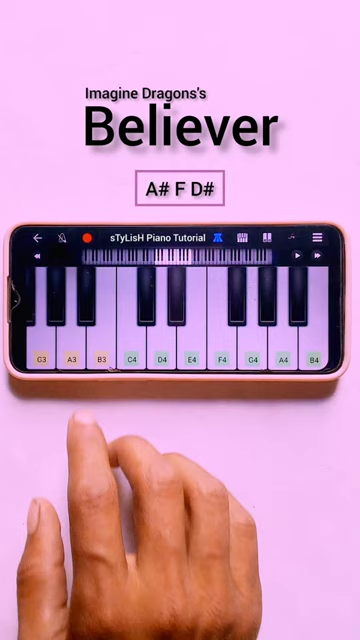 Imagine Dragons's
Believer
A# F D#
sTyLisH Piano Tutorial
G3 A3 B3 C4 D4 E4 F4 G4 A4 B4